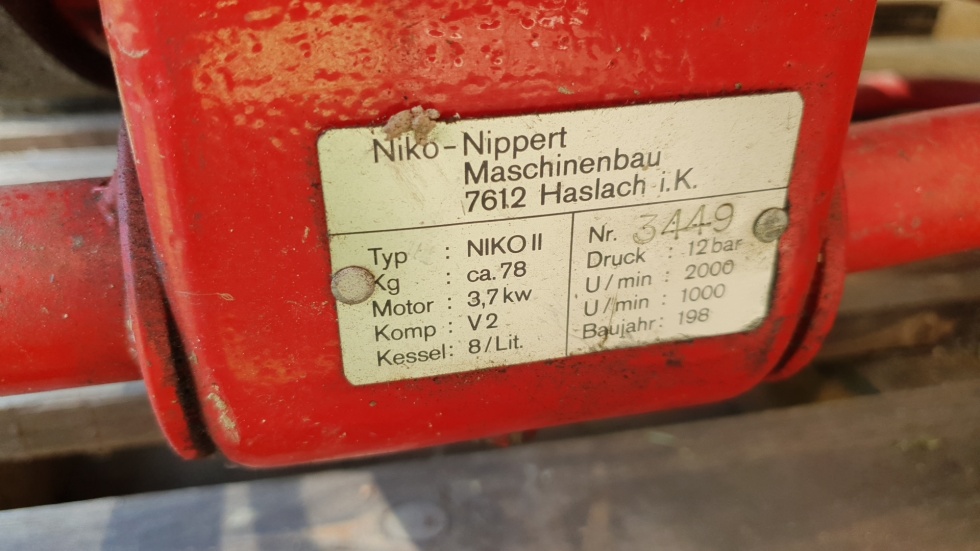 Niko-Nippert
Maschinenbau
7612 Haslach i.K.
Typ : NIKO II
Kg : ca. 78
Motor : 3,7 kw
Komp : V 2
Kessel : 8/Lit.
Nr. 3449
Druck : 12 bar
U/min : 2000
U/min : 1000
Baujahr : 198